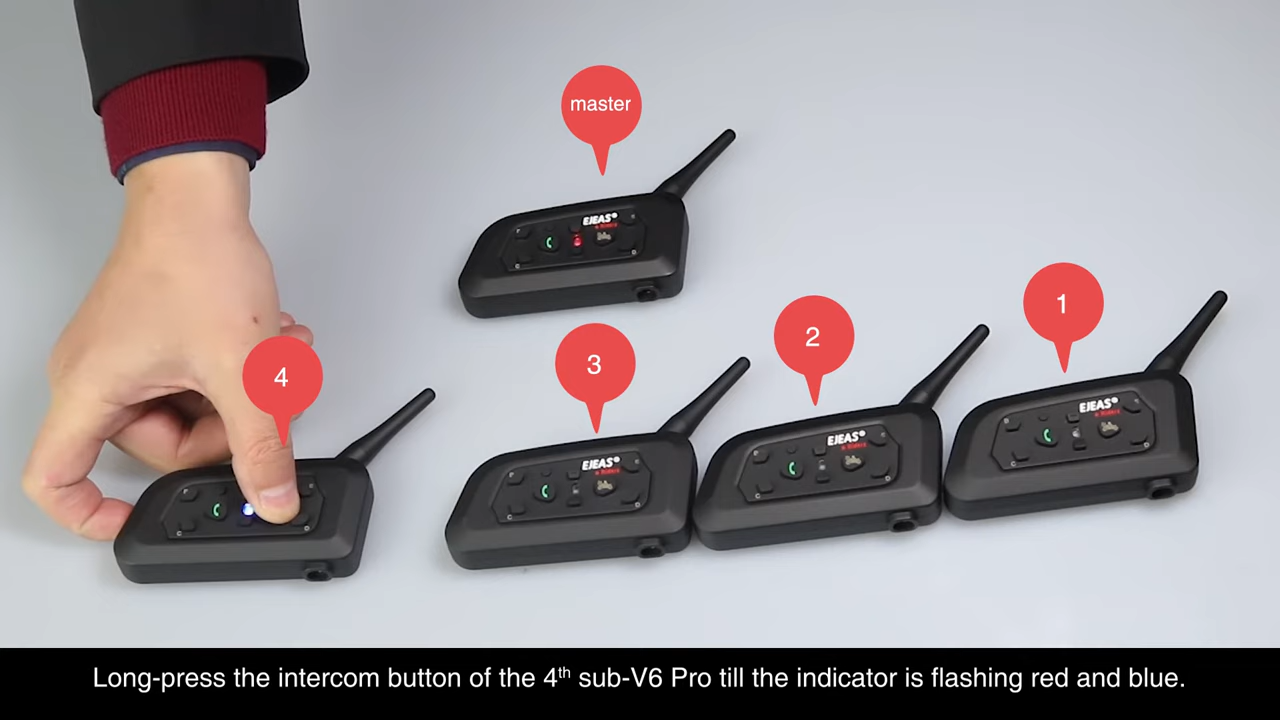 master
EJEAS
1
2
3
4
EJEAS
EJEAS
EJEAS
Long-press the intercom button of the 4th sub-V6 Pro till the indicator is flashing red and blue.